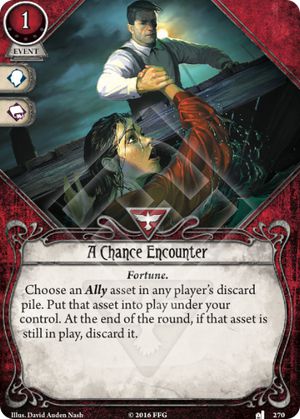 1
EVENT
A Chance Encounter
Fortune.
Choose an Ally asset in any player's discard
pile. Put that asset into play under your
control. At the end of the round, if that asset
is still in play, discard it.
Illus. David Auden Nash
© 2016 FFG
270